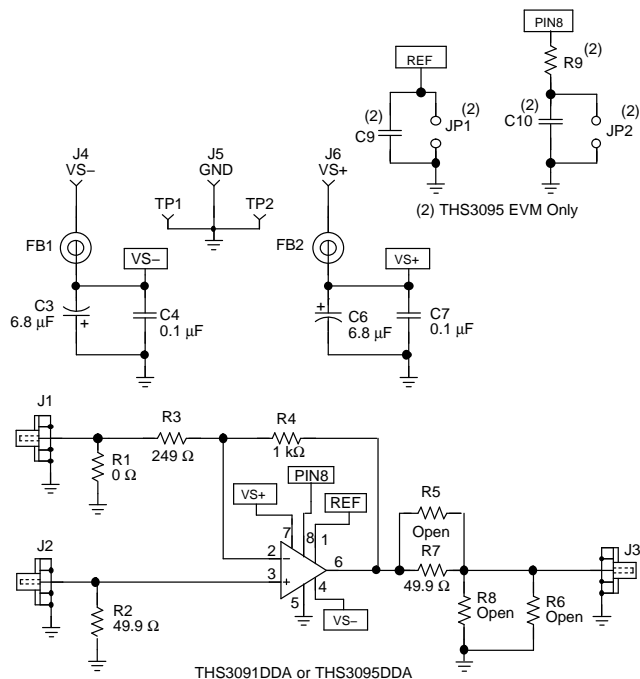 PIN8
REF
R9
(2)
(2)
C9
(2)
JP1
(2)
C10
(2)
JP2
J4
VS−
J5
GND
J6
VS+
TP1
TP2
(2) THS3095 EVM Only
FB1
VS−
FB2
VS+
C3
6.8 µF
+
C4
0.1 µF
+
C6
6.8 µF
C7
0.1 µF
J1
R3
249 Ω
R4
1 kΩ
R1
0 Ω
VS+
PIN8
REF
7
8
1
R5
Open
J2
2
−
3
+
6
R7
49.9 Ω
J3
5
4
VS−
R2
49.9 Ω
R8
Open
R6
Open
THS3091DDA or THS3095DDA